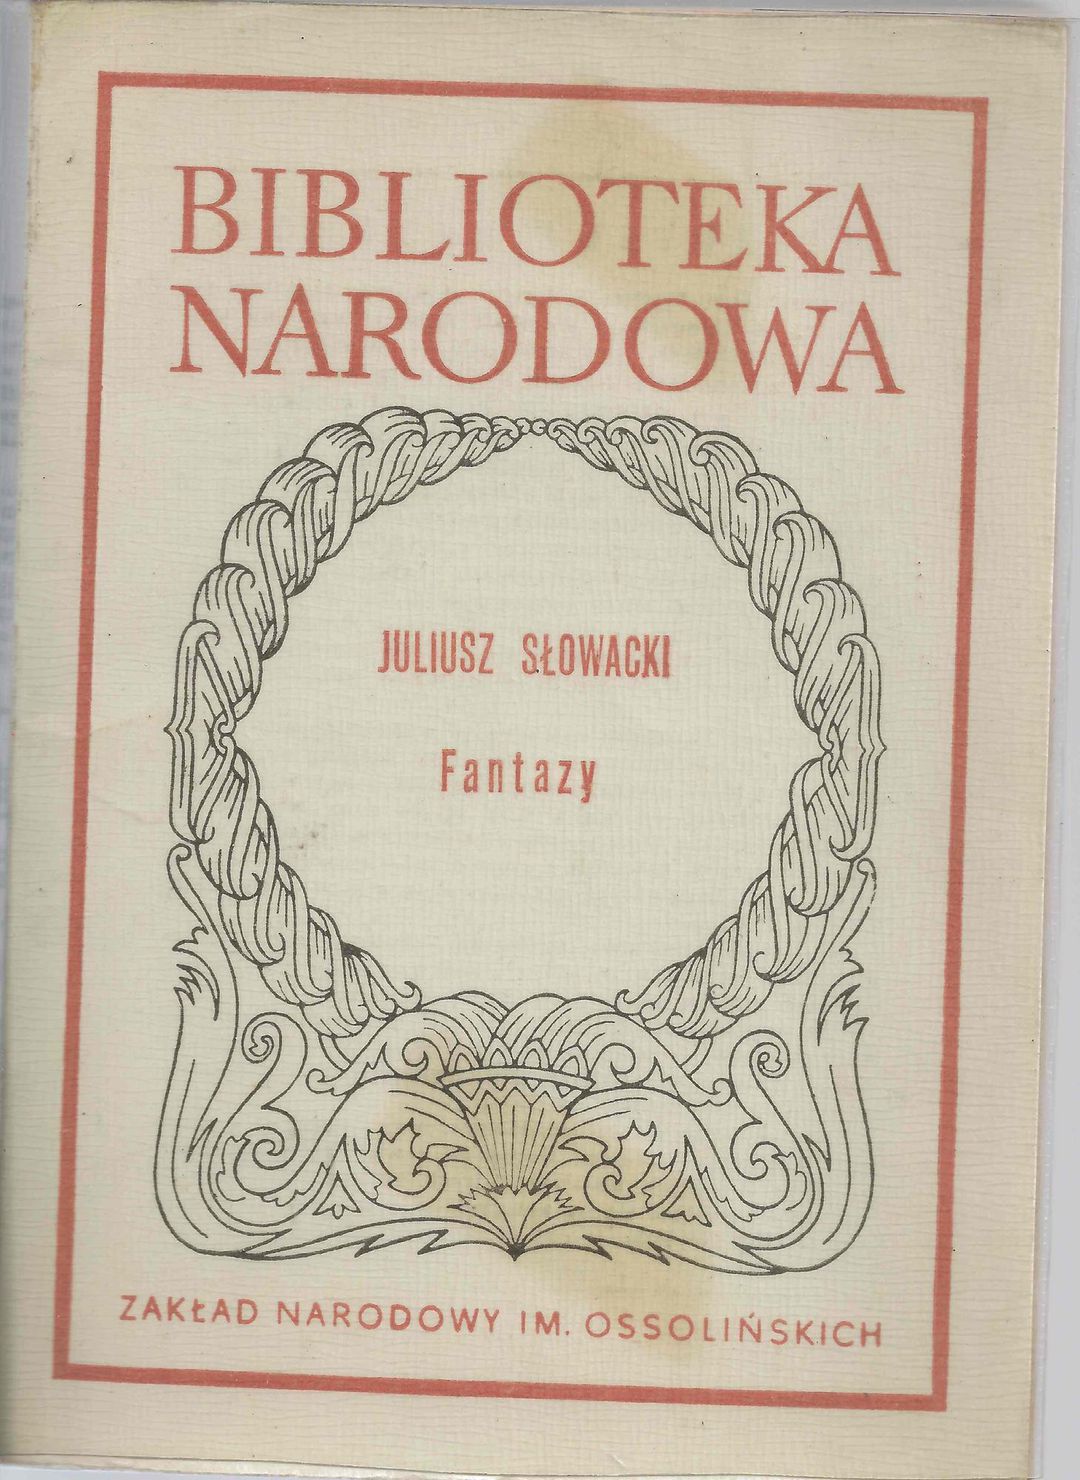 BIBLIOTEKA
NARODOWA
JULIUSZ SŁOWACKI
Fantazy
ZAKŁAD NARODOWY IM. OSSOLIŃSKICH